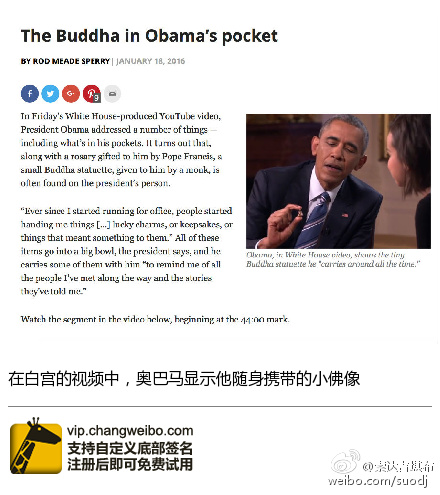 The Buddha in Obama's pocket
BY ROD MEADE SPERRY | JANUARY 18, 2016
9
In Friday's White House-produced YouTube video,
President Obama addressed a number of things —
including what's in his pockets. It turns out that,
along with a rosary gifted to him by Pope Francis, a
small Buddha statuette, given to him by a monk, is
often found on the president's person.
"Ever since I started running for office, people started
handing me things [...] lucky charms, or keepsakes, or
things that meant something to them." All of these
items go into a big bowl, the president says, and he
carries some of them with him "to remind me of all
the people I've met along the way and the stories
they've told me."
Watch the segment in the video below, beginning at the 44:00 mark.
Obama, in White House video, shows the tiny
Buddha statuette he "carries around all the time."
在白宫的视频中，奥巴马显示他随身携带的小佛像
vip.changweibo.com
支持自定义底部签名
注册后即可免费试用
weibo.com/suodj